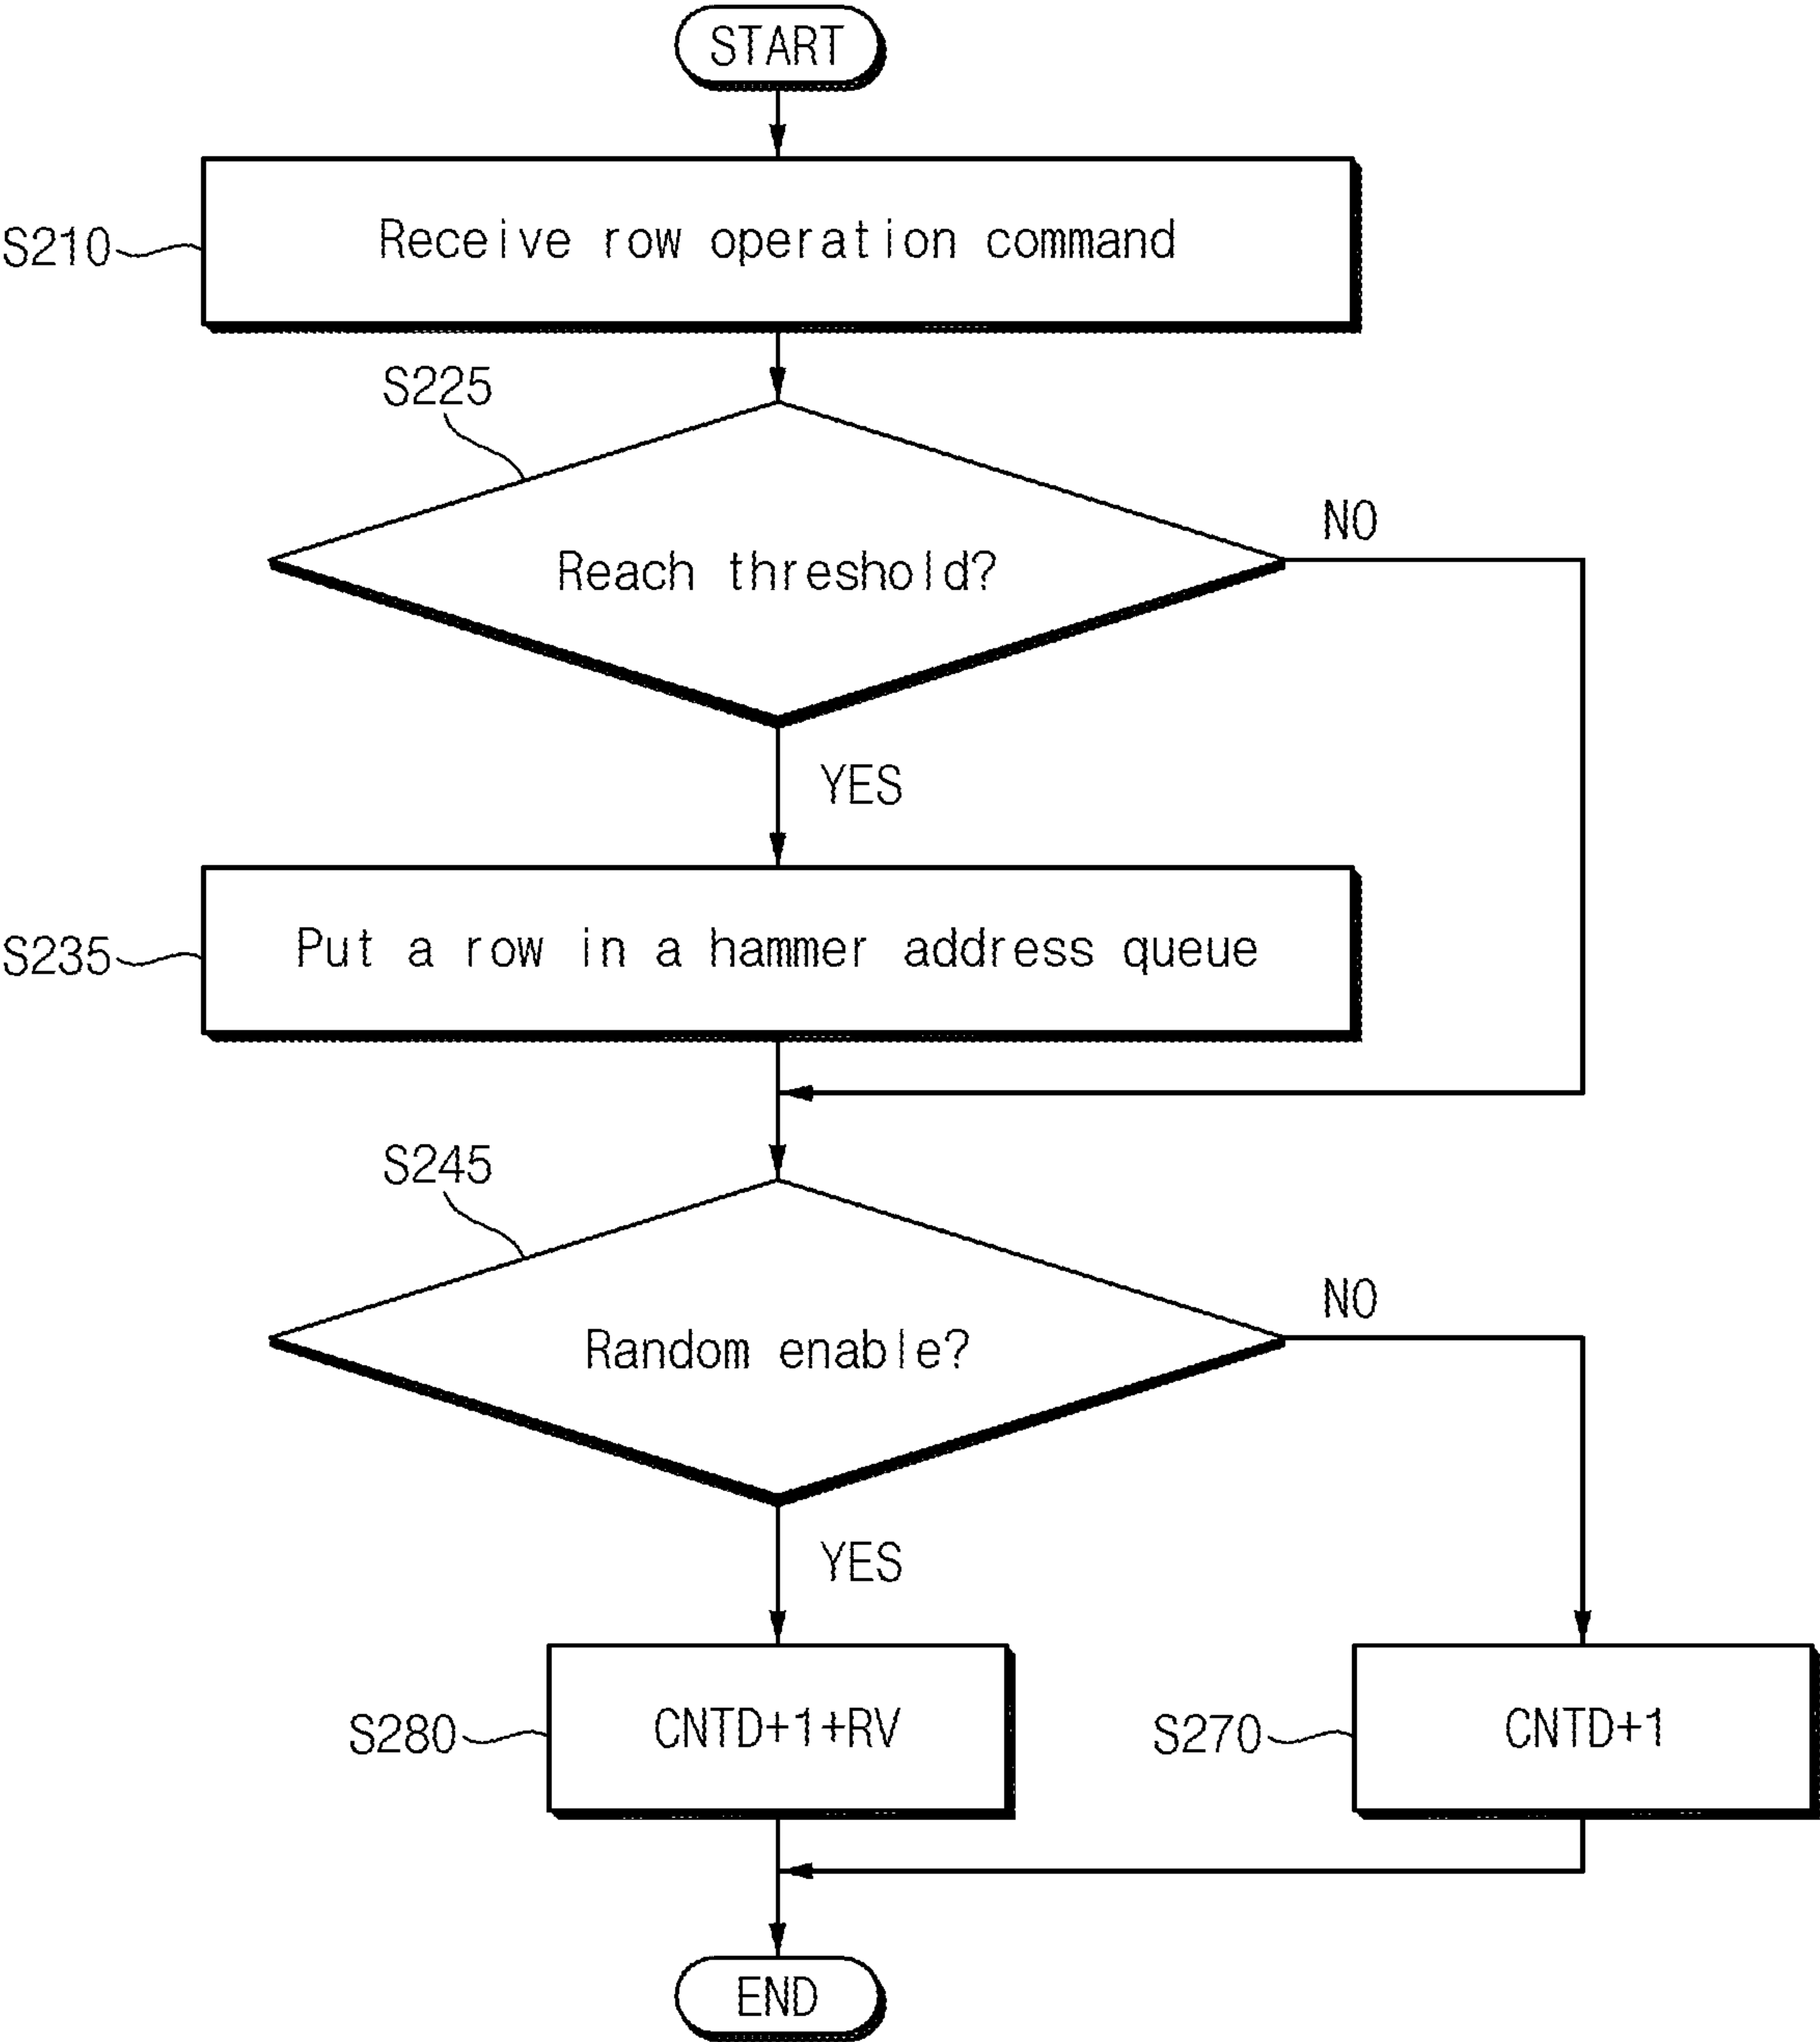 START
S210
Receive row operation command
S225
Reach threshold?
NO
YES
S235
Put a row in a hammer address queue
S245
Random enable?
NO
YES
S280
CNTD+1+RV
S270
CNTD+1
END